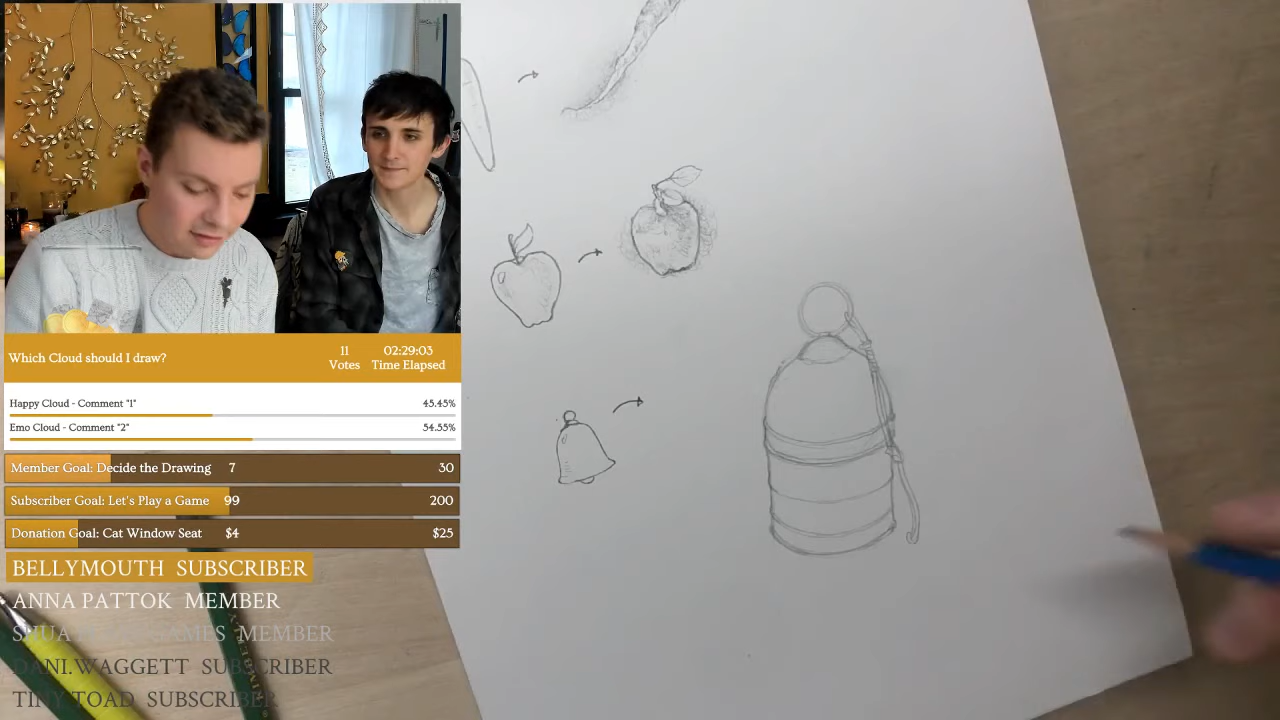 Which Cloud should I draw?
11
Votes
02:29:03
Time Elapsed
Happy Cloud - Comment "1"
45.45%
Emo Cloud - Comment "2"
54.55%
Member Goal: Decide the Drawing 7 30
Subscriber Goal: Let's Play a Game 99 200
Donation Goal: Cat Window Seat $4 $25
BELLYMOUTH SUBSCRIBER
ANNA PATTOK MEMBER
MEMBER
DANI.WAGGETT SUBSCRIBER
TINY TOAD SUBSCRIBER